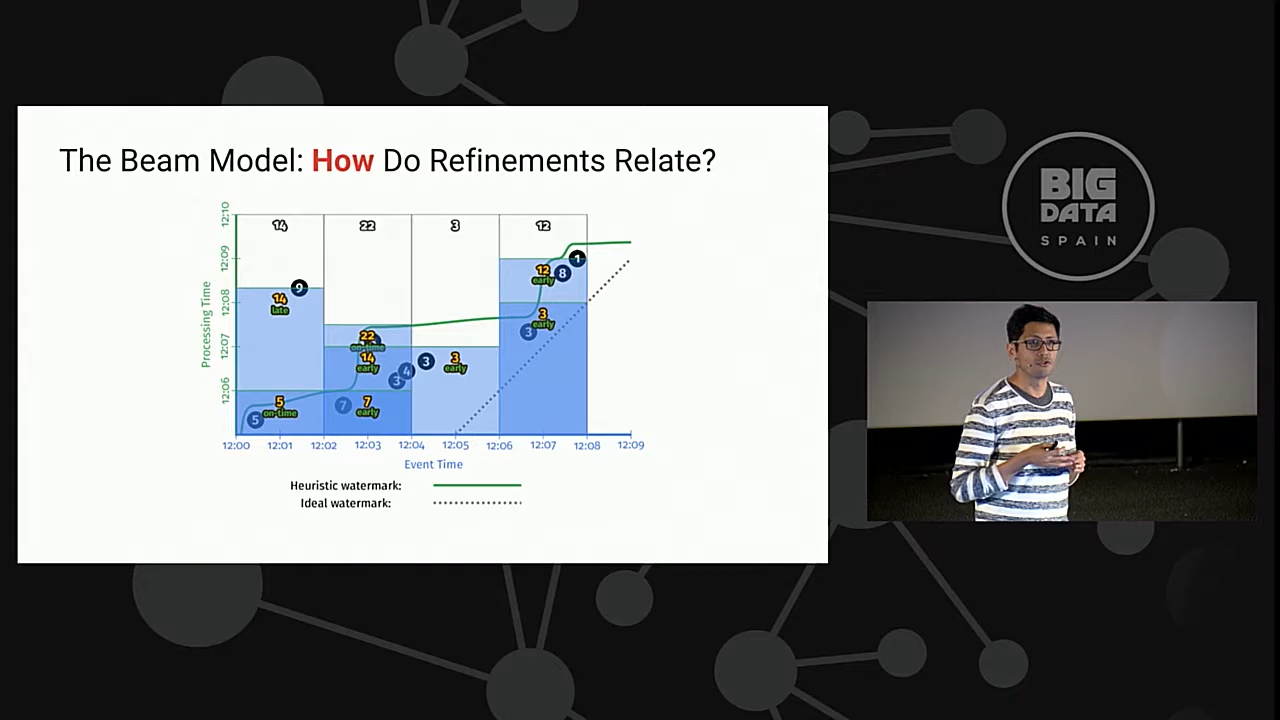 The Beam Model: How Do Refinements Relate?
BIG
DATA
SPAIN
Processing Time
12:10
12:09
12:08
12:07
12:06
14
22
3
12
9
14
late
22
on-time
14
early
3
4
3
3
early
12
early
8
1
3
early
3
5
5
on-time
7
7
early
12:00 12:01 12:02 12:03 12:04 12:05 12:06 12:07 12:08 12:09
Event Time
Heuristic watermark:
Ideal watermark: